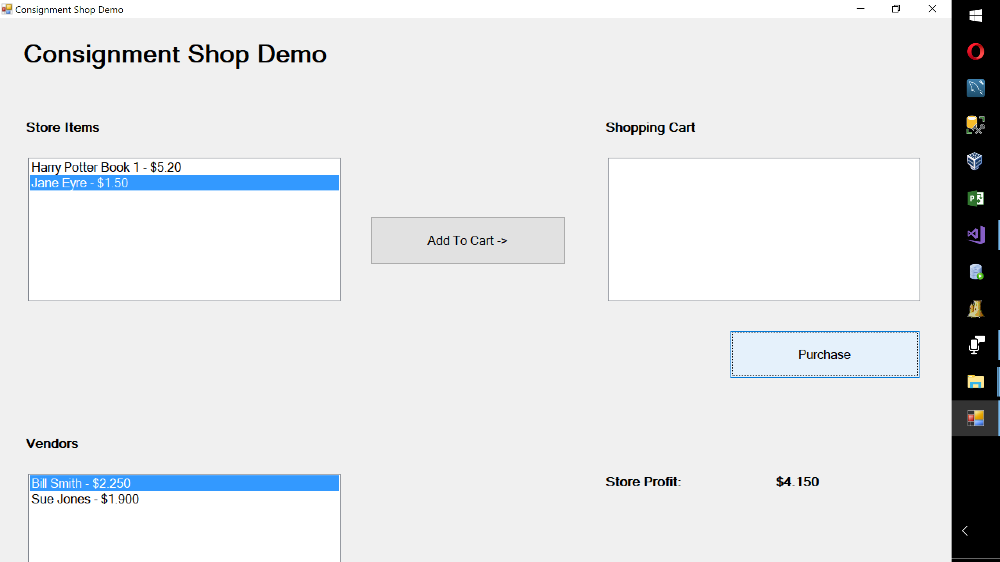 Consignment Shop Demo
Consignment Shop Demo
Store Items
Shopping Cart
Harry Potter Book 1 - $5.20
Jane Eyre - $1.50
Add To Cart ->
Purchase
Vendors
Bill Smith - $2.250
Sue Jones - $1.900
Store Profit: $4.150